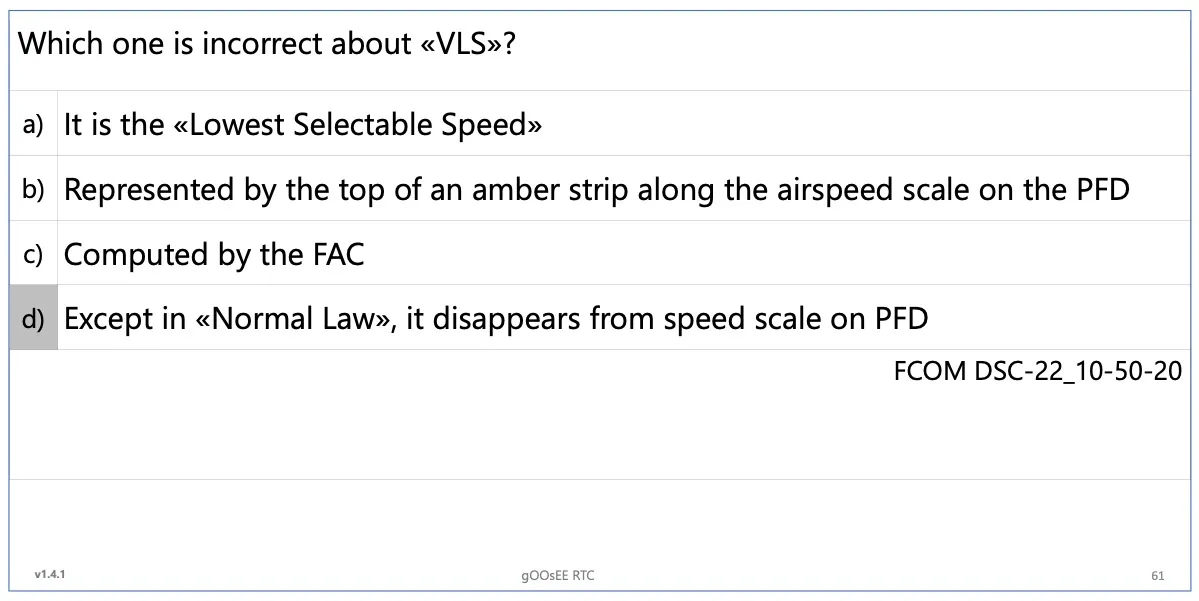 Which one is incorrect about «VLS»?
a) It is the «Lowest Selectable Speed»
b) Represented by the top of an amber strip along the airspeed scale on the PFD
c) Computed by the FAC
d) Except in «Normal Law», it disappears from speed scale on PFD
FCOM DSC-22_10-50-20
v1.4.1 gOOsEE RTC 61